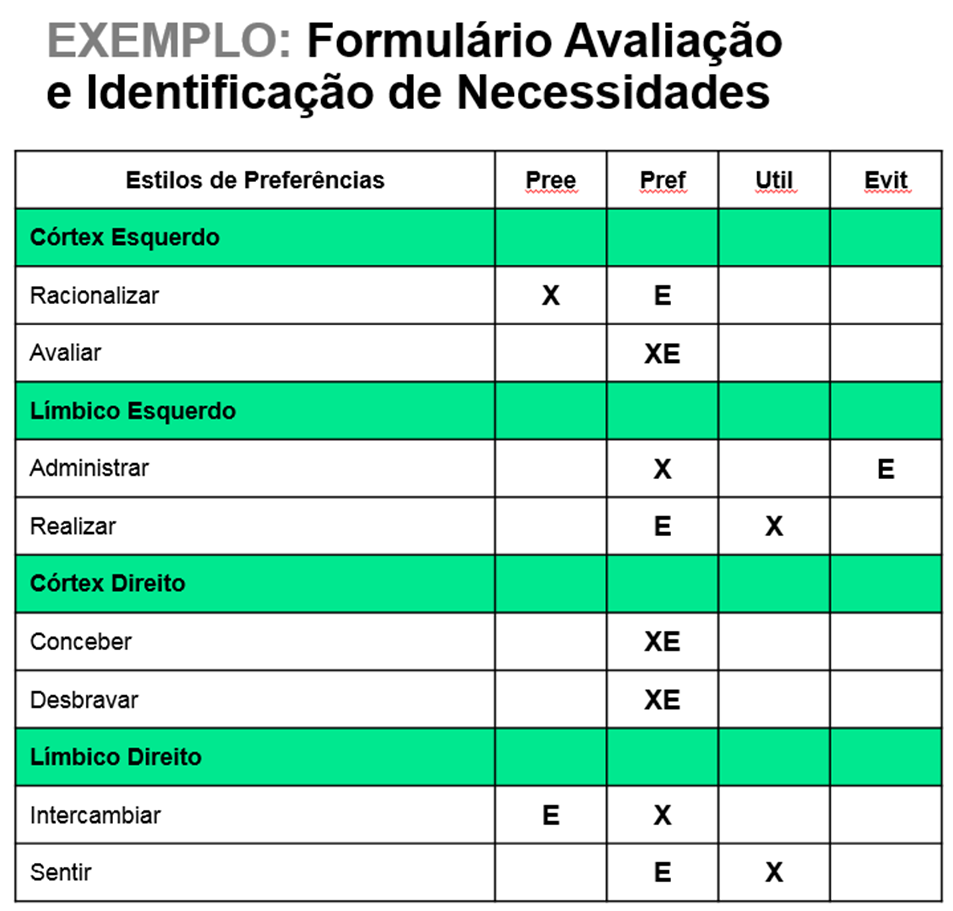 EXEMPLO: Formulário Avaliação
e Identificação de Necessidades
Estilos de Preferências Pree Pref Util Evit
Córtex Esquerdo
Racionalizar X E
Avaliar XE
Límbico Esquerdo
Administrar X E
Realizar E X
Córtex Direito
Conceber XE
Desbravar XE
Límbico Direito
Intercambiar E X
Sentir E X